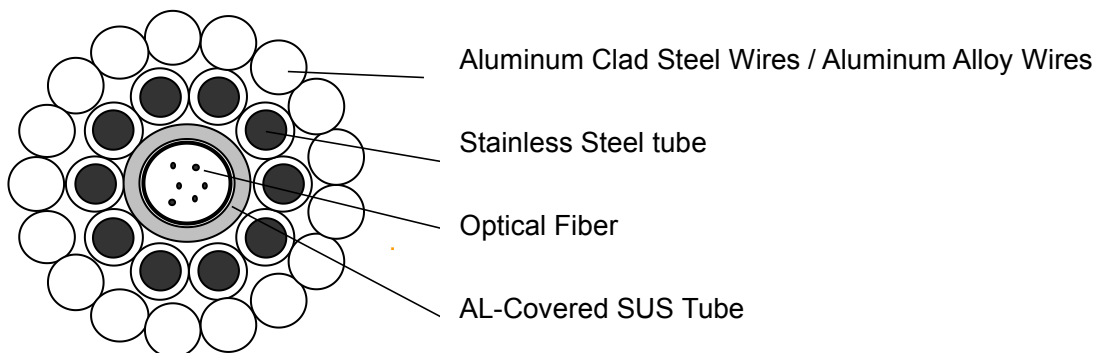 Aluminum Clad Steel Wires / Aluminum Alloy Wires
Stainless Steel tube
Optical Fiber
AL-Covered SUS Tube